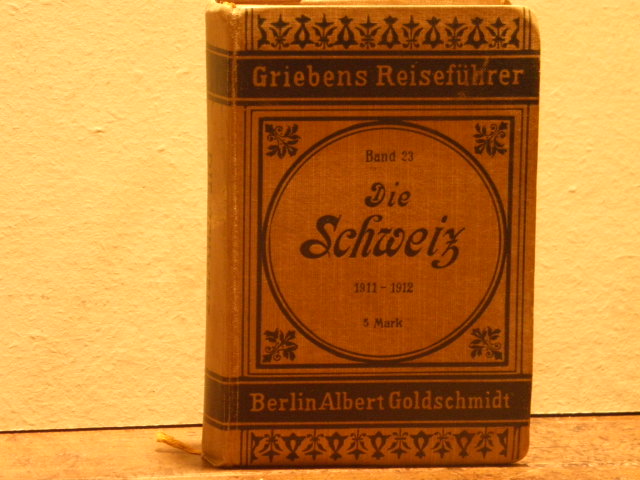 Griebens Reiseführer
Band 23
Die
Schweiz
1911 - 1912
5 Mark
Berlin Albert Goldschmidt